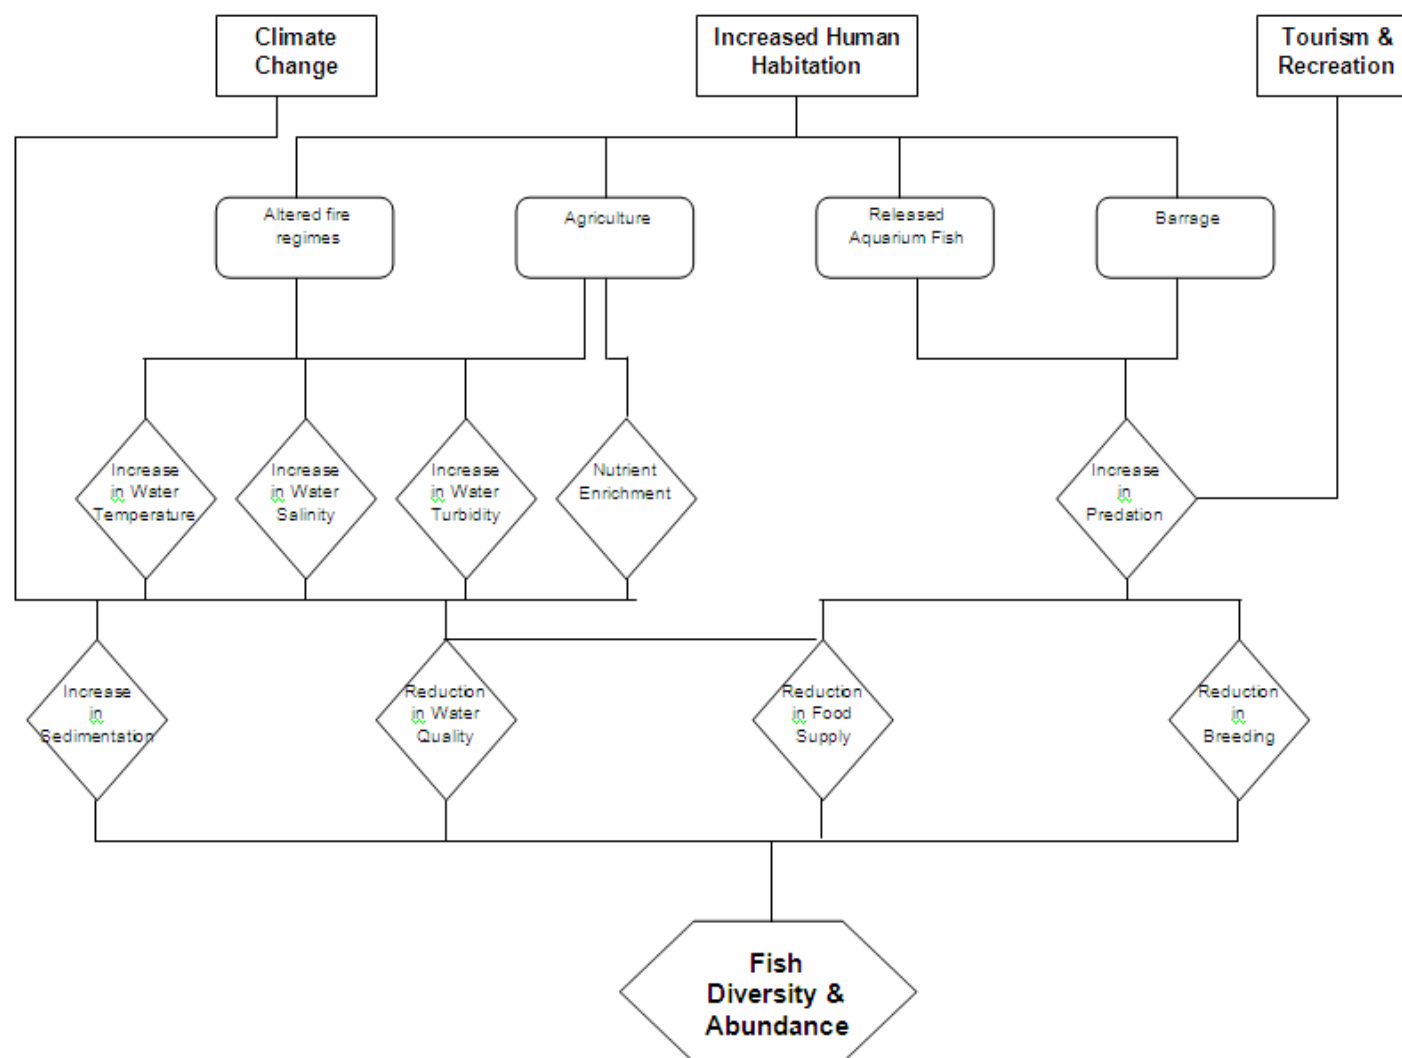 Climate
Change
Increased Human
Habitation
Tourism &
Recreation
Altered fire
regimes
Agriculture
Released
Aquarium Fish
Barrage
Increase
in Water
Temperature
Increase
in Water
Salinity
Increase
in Water
Turbidity
Nutrient
Enrichment
Increase
in
Predation
Increase
in
Sedimentation
Reduction
in Water
Quality
Reduction
in Food
Supply
Reduction
in
Breeding
Fish
Diversity &
Abundance